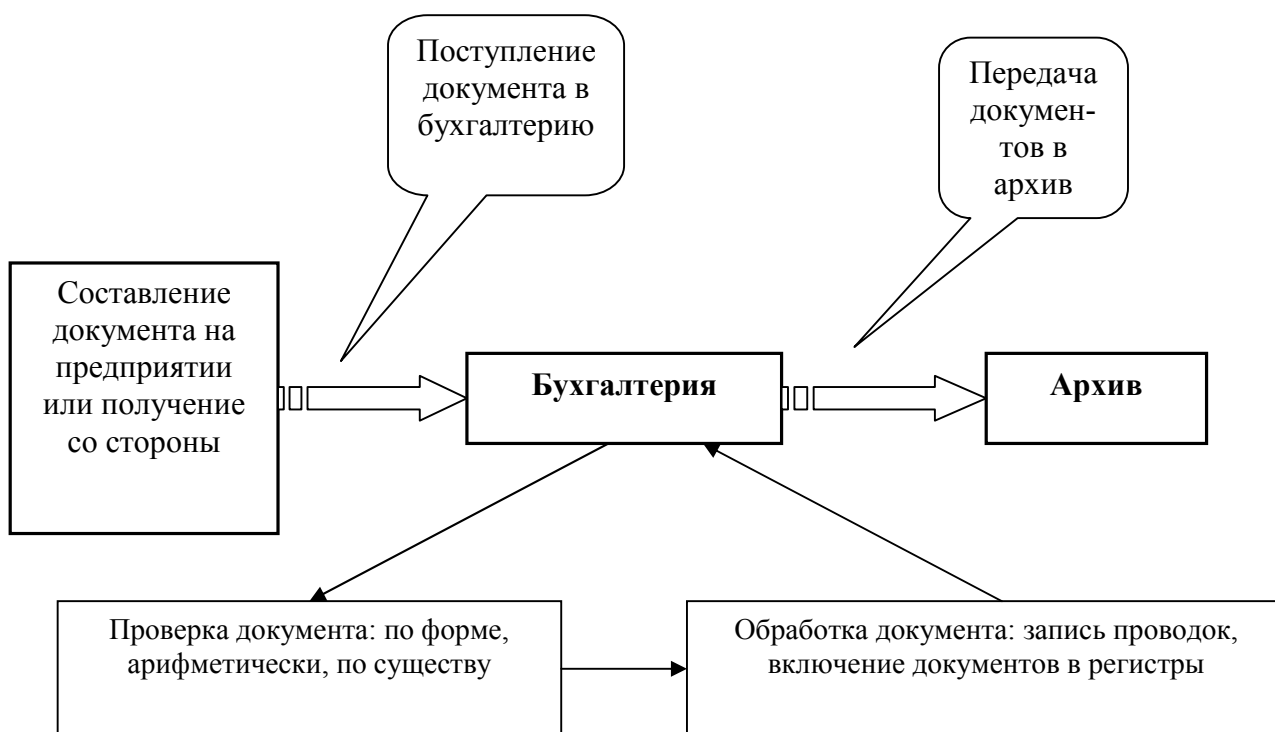 Поступление
документа в
бухгалтерию
Передача
докумен-
тов в
архив
Составление
документа на
предприятии
или получение
со стороны
Бухгалтерия
Архив
Проверка документа: по форме,
арифметически, по существу
Обработка документа: запись проводок,
включение документов в регистры